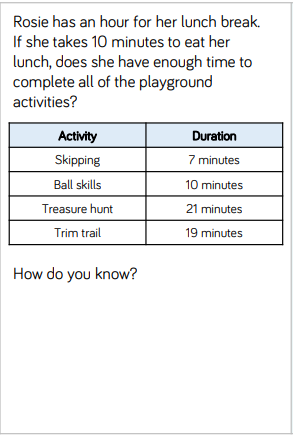 Rosie has an hour for her lunch break.
If she takes 10 minutes to eat her
lunch, does she have enough time to
complete all of the playground
activities?
Activity Duration
Skipping 7 minutes
Ball skills 10 minutes
Treasure hunt 21 minutes
Trim trail 19 minutes
How do you know?